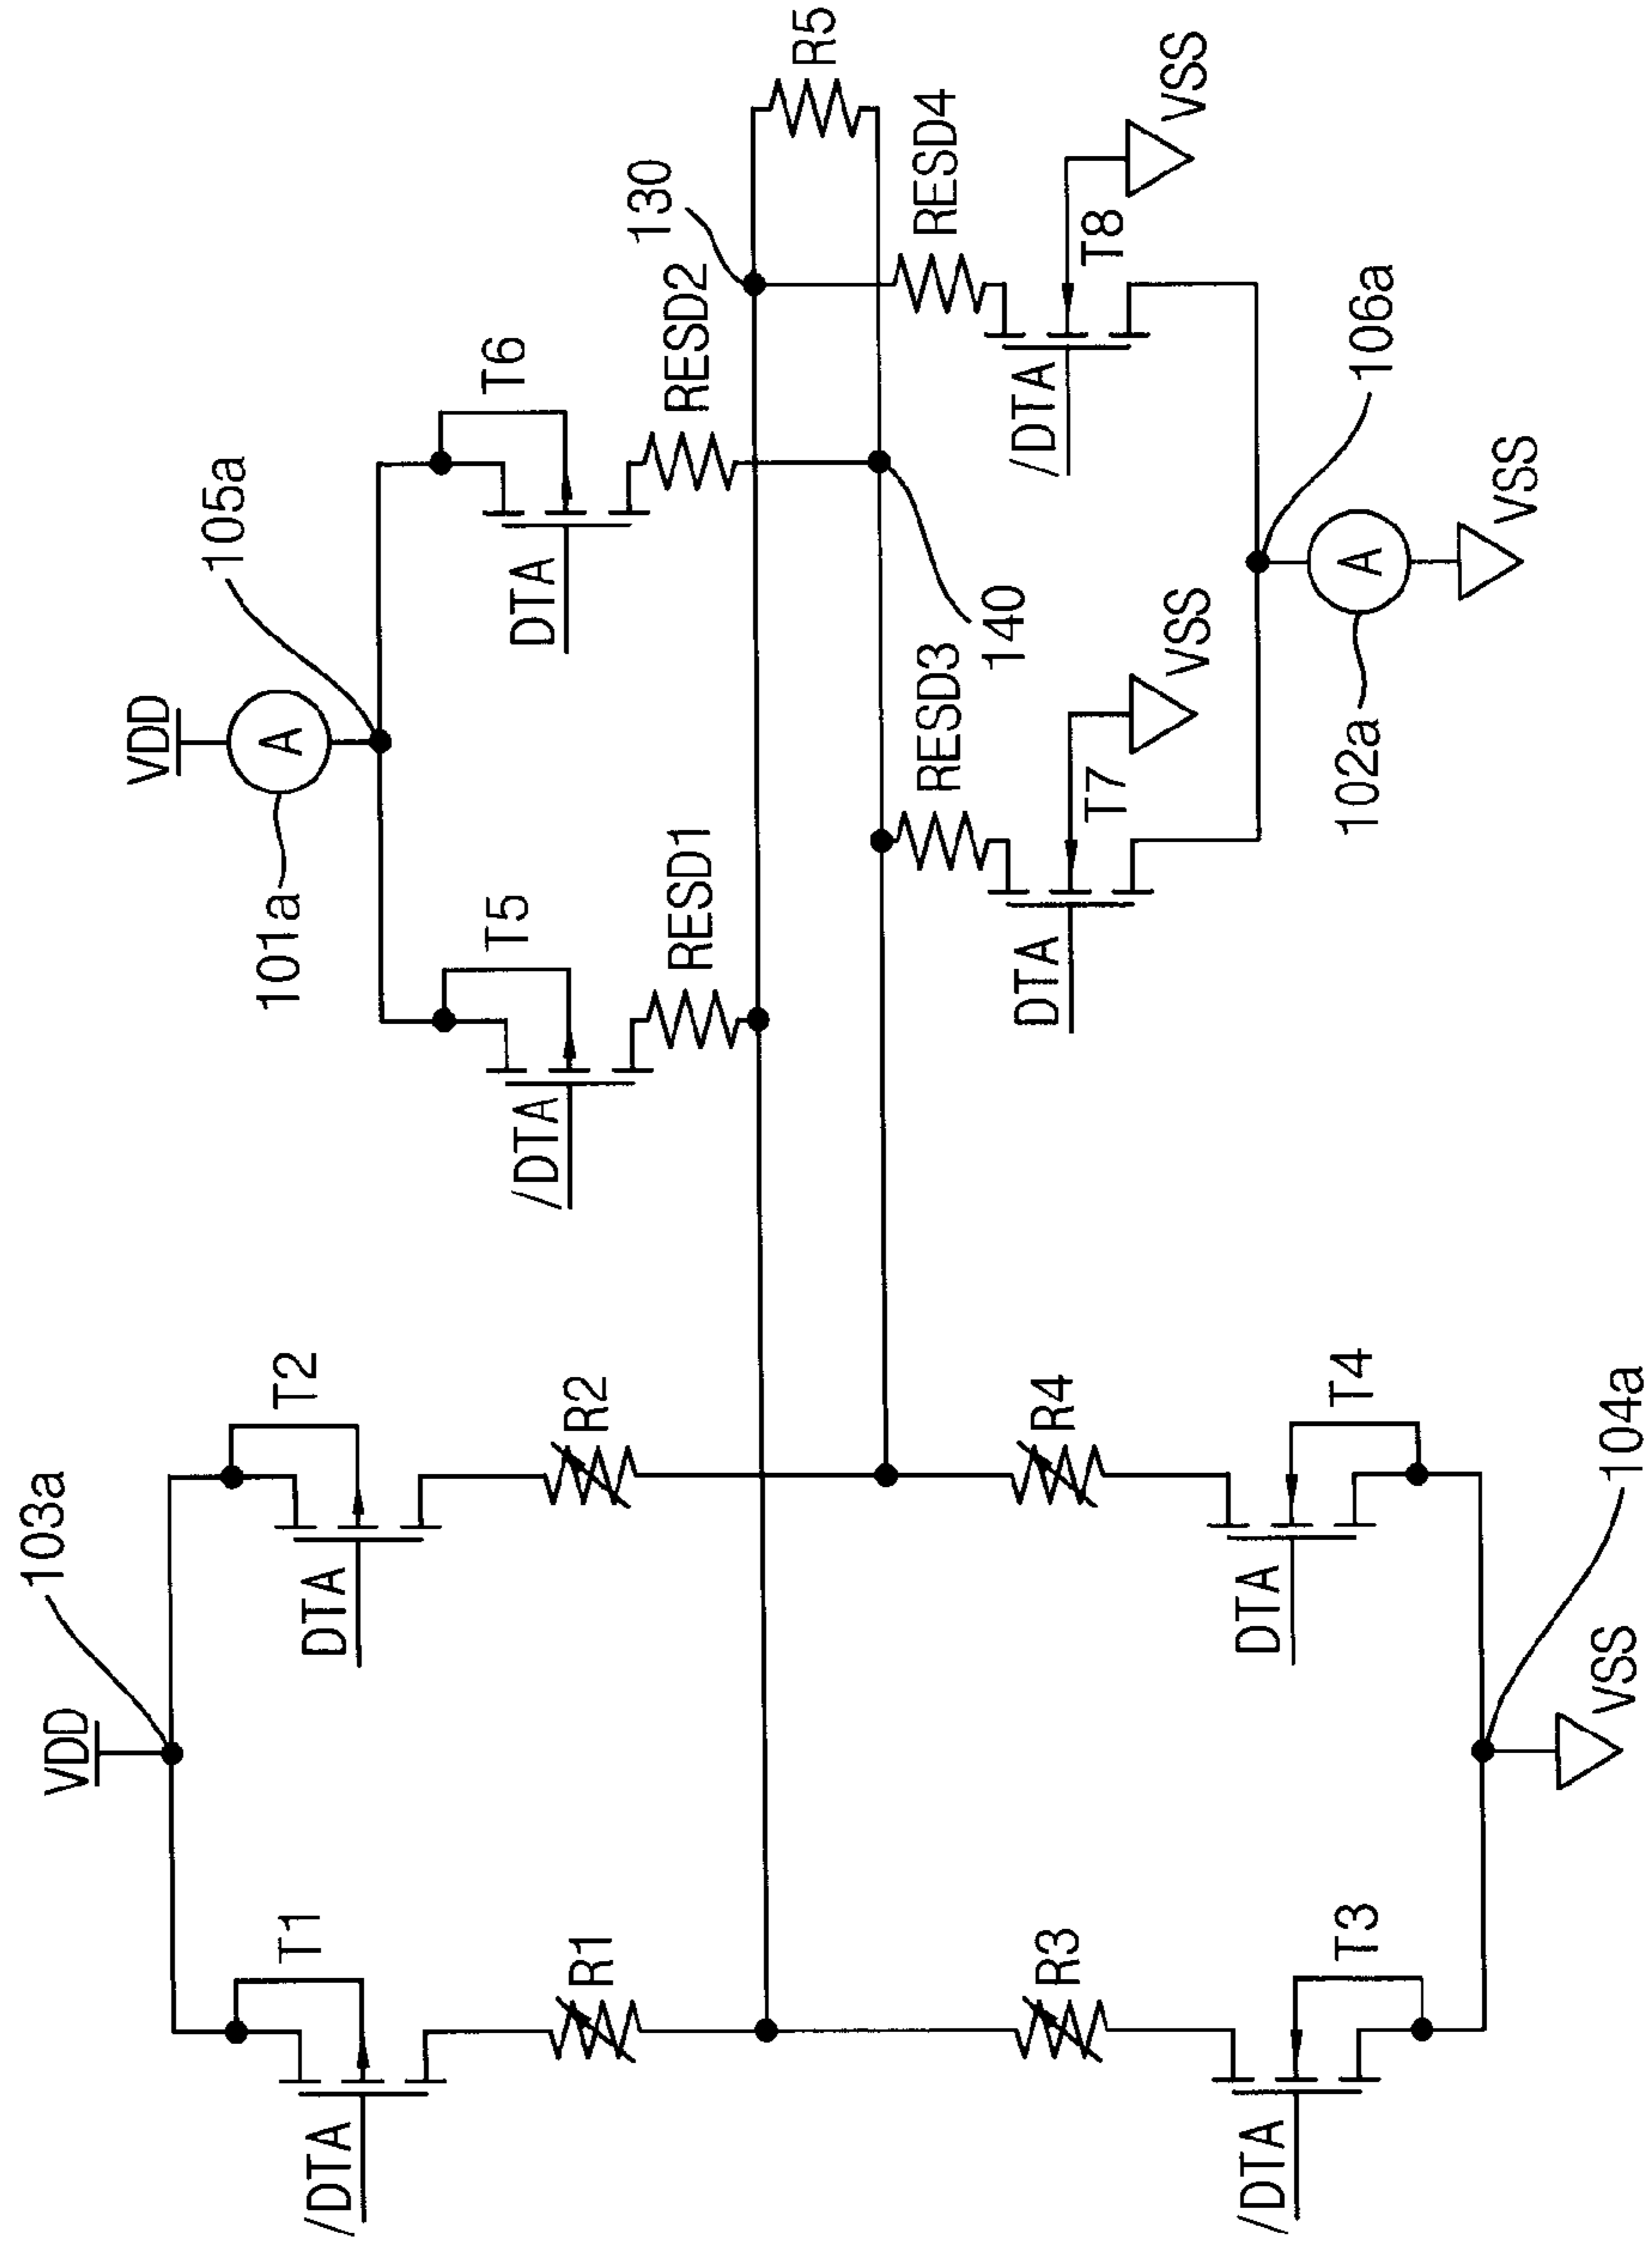 VDD
103a
T1
T2
/DTA
DTA
R1
R2
R3
R4
/DTA
DTA
T3
T4
104a
VSS
VDD
101a
105a
T5
T6
/DTA
DTA
RESD1
RESD2
130
R5
140
RESD3
RESD4
DTA
/DTA
T7
T8
VSS
VSS
A
A
102a
106a
VSS